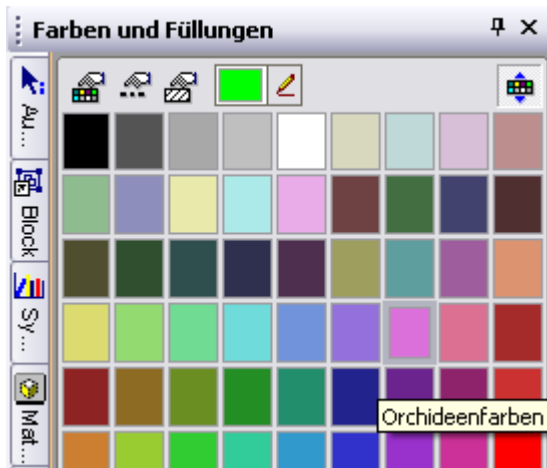 Farben und Füllungen
Au...
Block
Sy...
Mat...
Orchideenfarben